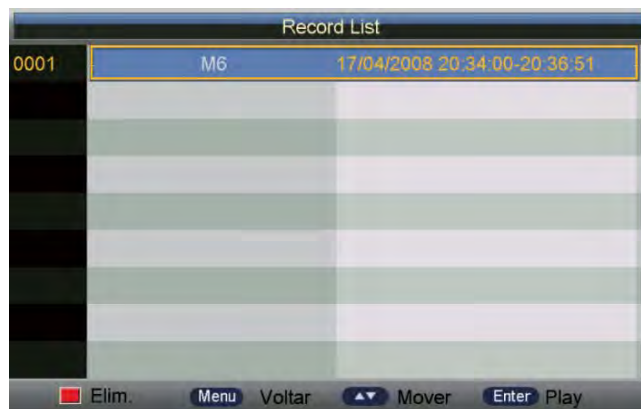 Record List
0001 M6 17/04/2008 20:34:00-20:36:51
Elim. Menu Voltar ▲▼ Mover Enter Play